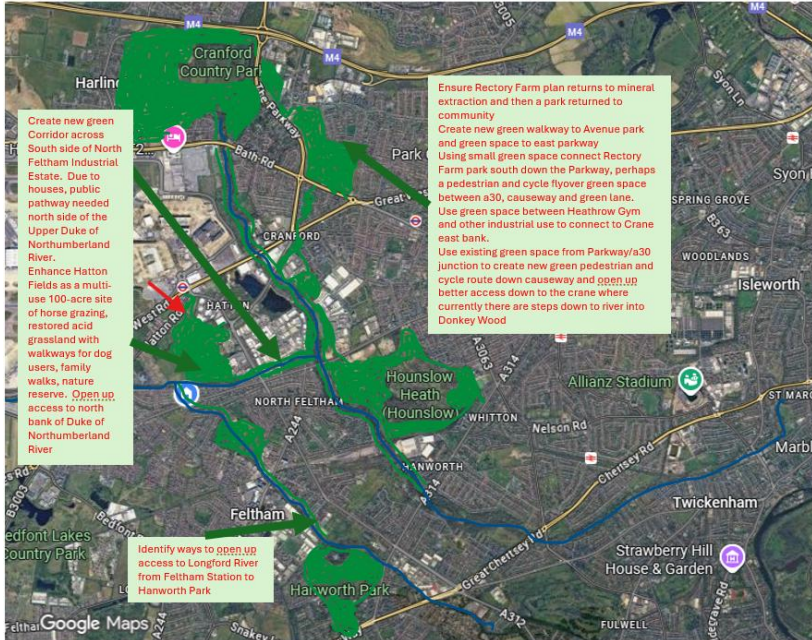 M4
M4
M4
Cranford
Country Park
Harlin
The Parkway
Bath Rd
Park
Great
CRANFORD
West Rd
HATTON
Hatton Rd
NORTH FELTHAM
A244
Hounslow
Heath
(Hounslow)
A3063
A314
WHITTON
HANWORTH
A314
Feltham
Hanworth Park
B3005
Syon Ln
Syon
SPRING GROVE
B363
WOODLANDS
Isleworth
Allianz Stadium
Nelson Rd
ST MARG
Marbl
Chertsey Rd
Twickenham
Great Chertsey Rd
Strawberry Hill
House & Garden
A312
FULWELL
B3003
edfont Lakes
Country Park
A244
Google Maps
Create new green
Corridor across
South side of North
Feltham Industrial
Estate. Due to
houses, public
pathway needed
north side of the
Upper Duke of
Northumberland
River.
Enhance Hatton
Fields as a multi-
use 100-acre site
of horse grazing,
restored acid
grassland with
walkways for dog
users, family
walks, nature
reserve. Open up
access to north
bank of Duke of
Northumberland
River
Ensure Rectory Farm plan returns to mineral
extraction and then a park returned to
community
Create new green walkway to Avenue park
and green space to east parkway
Using small green space connect Rectory
Farm park south down the Parkway, perhaps
a pedestrian and cycle flyover green space
between a30, causeway and green lane.
Use green space between Heathrow Gym
and other industrial use to connect to Crane
east bank.
Use existing green space from Parkway/a30
junction to create new green pedestrian and
cycle route down causeway and open up
better access down to the crane where
currently there are steps down to river into
Donkey Wood
Identify ways to open up
access to Longford River
from Feltham Station to
Hanworth Park